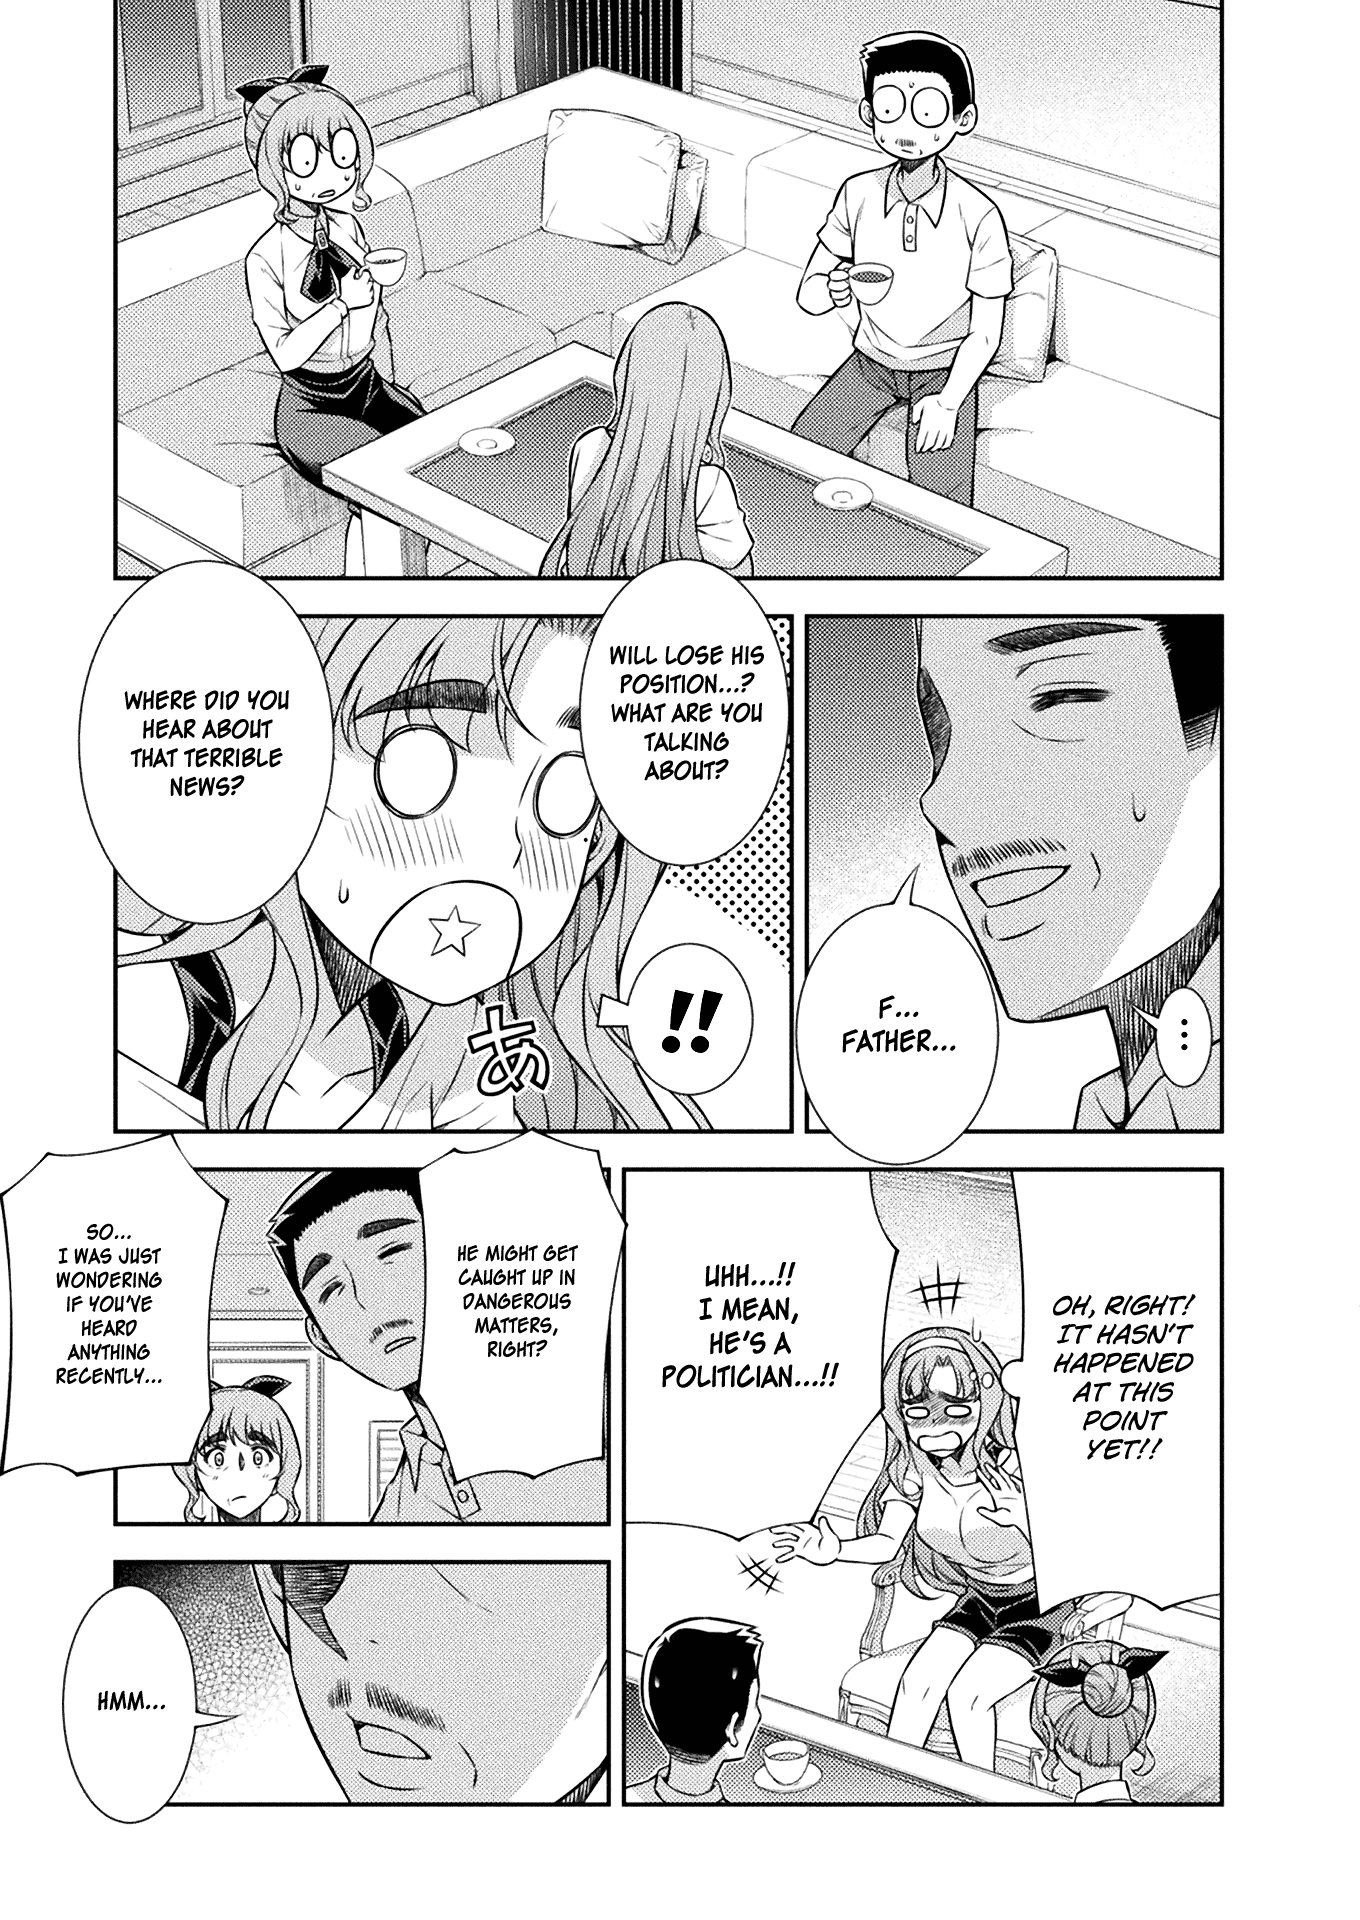 ...
F...
FATHER...
WILL LOSE HIS
POSITION...?
WHAT ARE YOU
TALKING
ABOUT?
WHERE DID YOU
HEAR ABOUT
THAT TERRIBLE
NEWS?
!!
あ
OH, RIGHT!
IT HASN'T
HAPPENED
AT THIS
POINT
YET!!
UHH...!!
I MEAN,
HE'S A
POLITICIAN...!!
HE MIGHT GET
CAUGHT UP IN
DANGEROUS
MATTERS,
RIGHT?
SO...
I WAS JUST
WONDERING
IF YOU'VE
HEARD
ANYTHING
RECENTLY...
HMM...